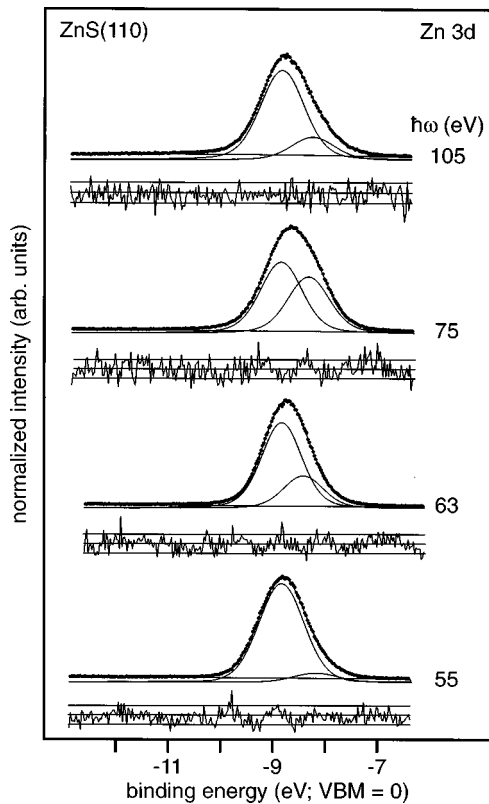 ZnS(110) Zn 3d
ħω (eV)
105
75
63
55
normalized intensity (arb. units)
-11 -9 -7
binding energy (eV; VBM = 0)